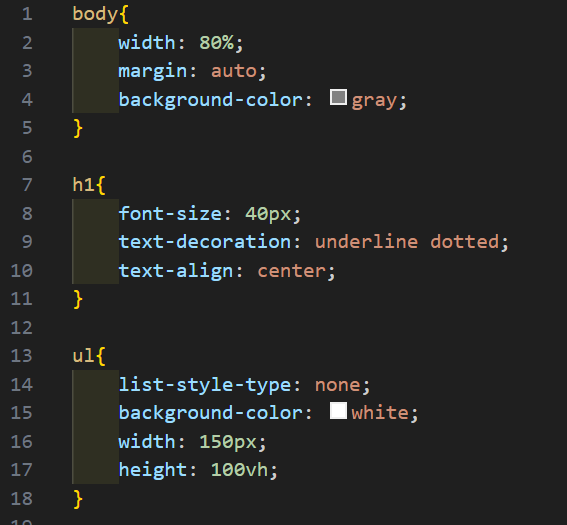 1 body{
2 width: 80%;
3 margin: auto;
4 background-color: gray;
5 }
6
7 h1{
8 font-size: 40px;
9 text-decoration: underline dotted;
10 text-align: center;
11 }
12
13 ul{
14 list-style-type: none;
15 background-color: white;
16 width: 150px;
17 height: 100vh;
18 }